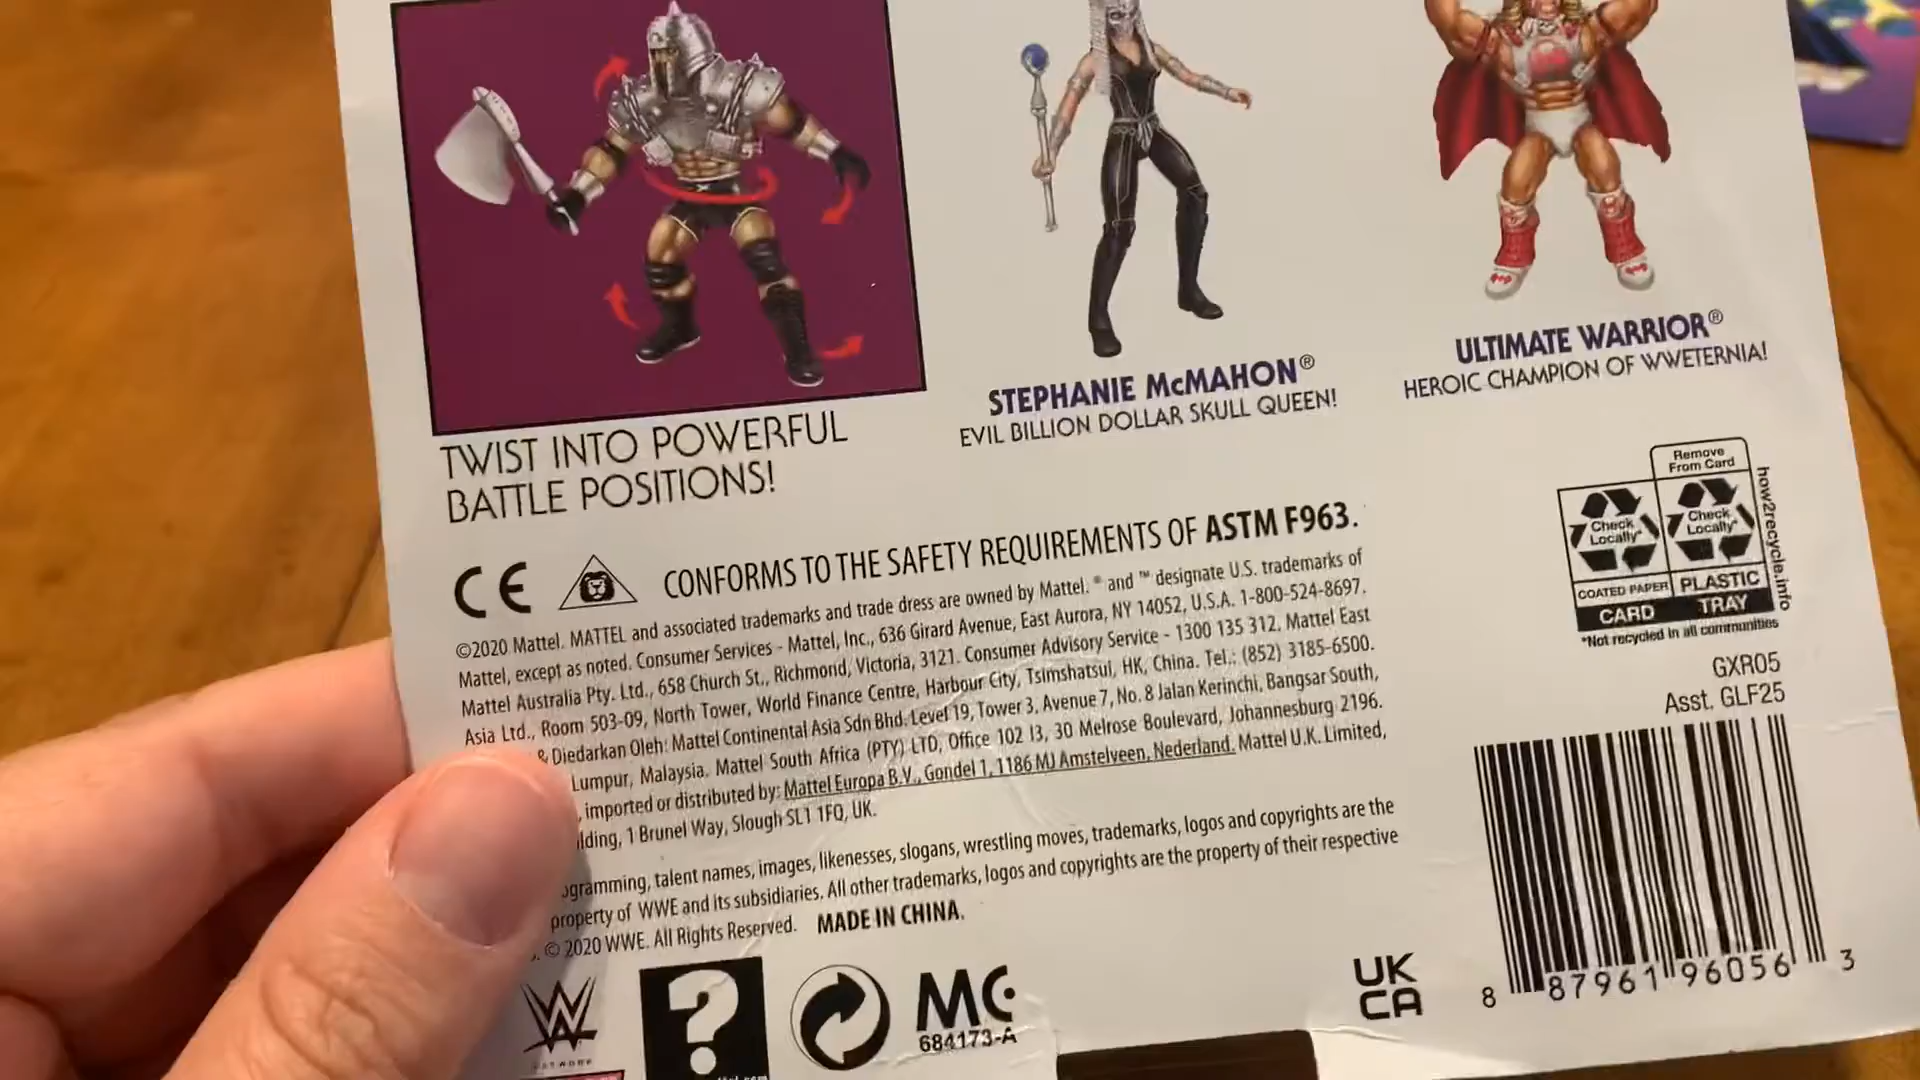 TWIST INTO POWERFUL
BATTLE POSITIONS!
STEPHANIE McMAHON®
EVIL BILLION DOLLAR SKULL QUEEN!
ULTIMATE WARRIOR®
HEROIC CHAMPION OF WWETERNIA!
CE
CONFORMS TO THE SAFETY REQUIREMENTS OF ASTM F963.
©2020 Mattel. MATTEL and associated trademarks and trade dress are owned by Mattel. ® and ™ designate U.S. trademarks of
Mattel, except as noted. Consumer Services - Mattel, Inc., 636 Girard Avenue, East Aurora, NY 14052, U.S.A. 1-800-524-8697.
Mattel Australia Pty. Ltd., 658 Church St., Richmond, Victoria, 3121. Consumer Advisory Service - 1300 135 312. Mattel East
Asia Ltd., Room 503-09, North Tower, World Finance Centre, Harbour City, Tsimshatsui, HK, China. Tel.: (852) 3185-6500.
& Diedarkan Oleh: Mattel Continental Asia Sdn Bhd. Level 19, Tower 3, Avenue 7, No. 8 Jalan Kerinchi, Bangsar South,
Lumpur, Malaysia. Mattel South Africa (PTY) LTD, Office 102 I3, 30 Melrose Boulevard, Johannesburg 2196.
, imported or distributed by: Mattel Europa B.V., Gondel 1, 1186 MJ Amstelveen, Nederland. Mattel U.K. Limited,
1 Brunel Way, Slough SL1 1FQ, UK.
talent names, images, likenesses, slogans, wrestling moves, trademarks, logos and copyrights are the
property of WWE and its subsidiaries. All other trademarks, logos and copyrights are the property of their respective
© 2020 WWE. All Rights Reserved. MADE IN CHINA.
Remove
From Card
Check
Locally*
Check
Locally*
COATED PAPER
PLASTIC
CARD
TRAY
how2recycle.info
*Not recycled in all communities
GXR05
Asst. GLF25
8 87961 96056 3
W
NETWORK
?
MC
684173-A
UK
CA